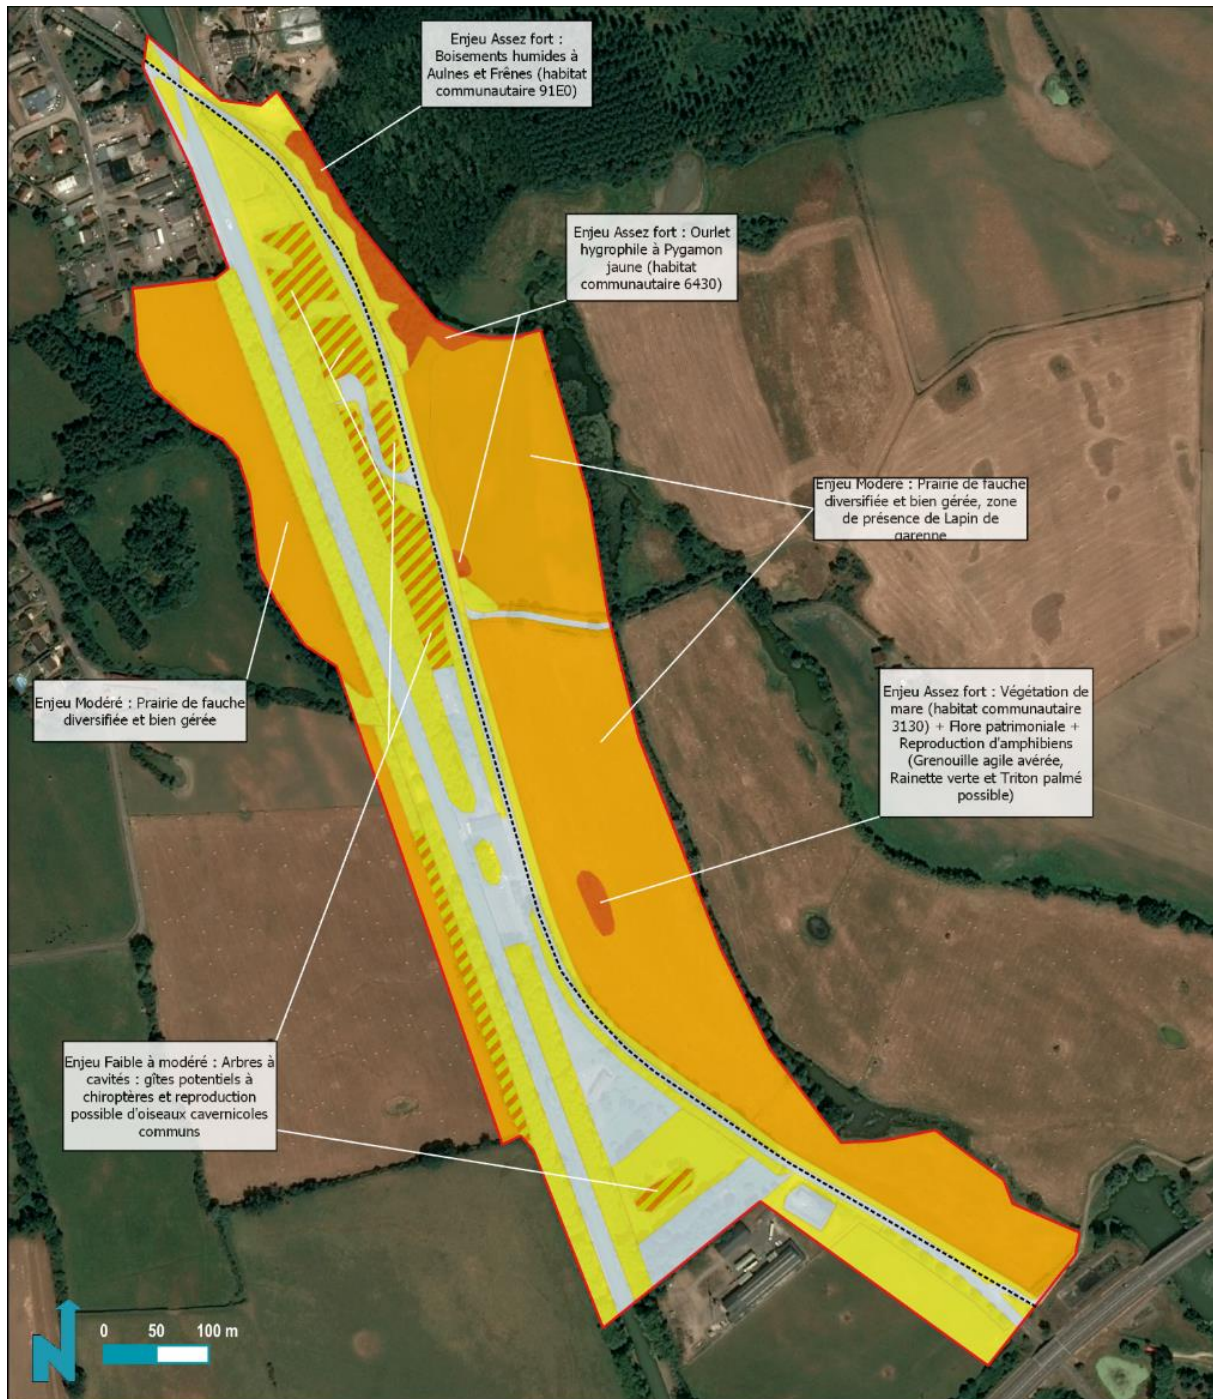 Enjeu Assez fort :
Boisements humides à
Aulnes et Frênes (habitat
communautaire 91E0)
Enjeu Assez fort : Ourlet
hygrophile à Pygamon
jaune (habitat
communautaire 6430)
Enjeu Modéré : Prairie de fauche
diversifiée et bien gérée, zone
de présence de Lapin de
garenne
Enjeu Modéré : Prairie de fauche
diversifiée et bien gérée
Enjeu Assez fort : Végétation de
mare (habitat communautaire
3130) + Flore patrimoniale +
Reproduction d'amphibiens
(Grenouille agile avérée,
Rainette verte et Triton palmé
possible)
Enjeu Faible à modéré : Arbres à
cavités : gîtes potentiels à
chiroptères et reproduction
possible d'oiseaux cavernicoles
communs
N
0 50 100 m